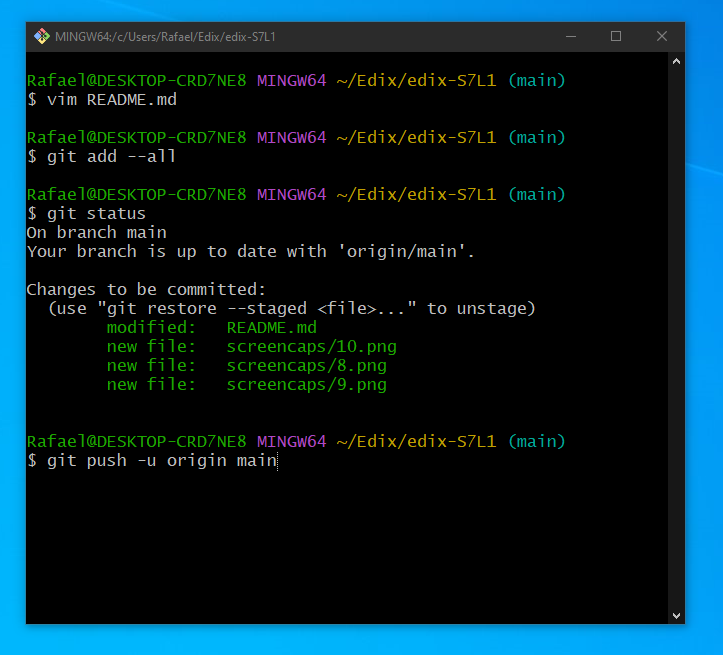 MINGW64:/c/Users/Rafael/Edix/edix-S7L1
Rafael@DESKTOP-CRD7NE8 MINGW64 ~/Edix/edix-S7L1 (main)
$ vim README.md
Rafael@DESKTOP-CRD7NE8 MINGW64 ~/Edix/edix-S7L1 (main)
$ git add --all
Rafael@DESKTOP-CRD7NE8 MINGW64 ~/Edix/edix-S7L1 (main)
$ git status
On branch main
Your branch is up to date with 'origin/main'.
Changes to be committed:
  (use "git restore --staged <file>..." to unstage)
        modified:   README.md
        new file:   screencaps/10.png
        new file:   screencaps/8.png
        new file:   screencaps/9.png
Rafael@DESKTOP-CRD7NE8 MINGW64 ~/Edix/edix-S7L1 (main)
$ git push -u origin main